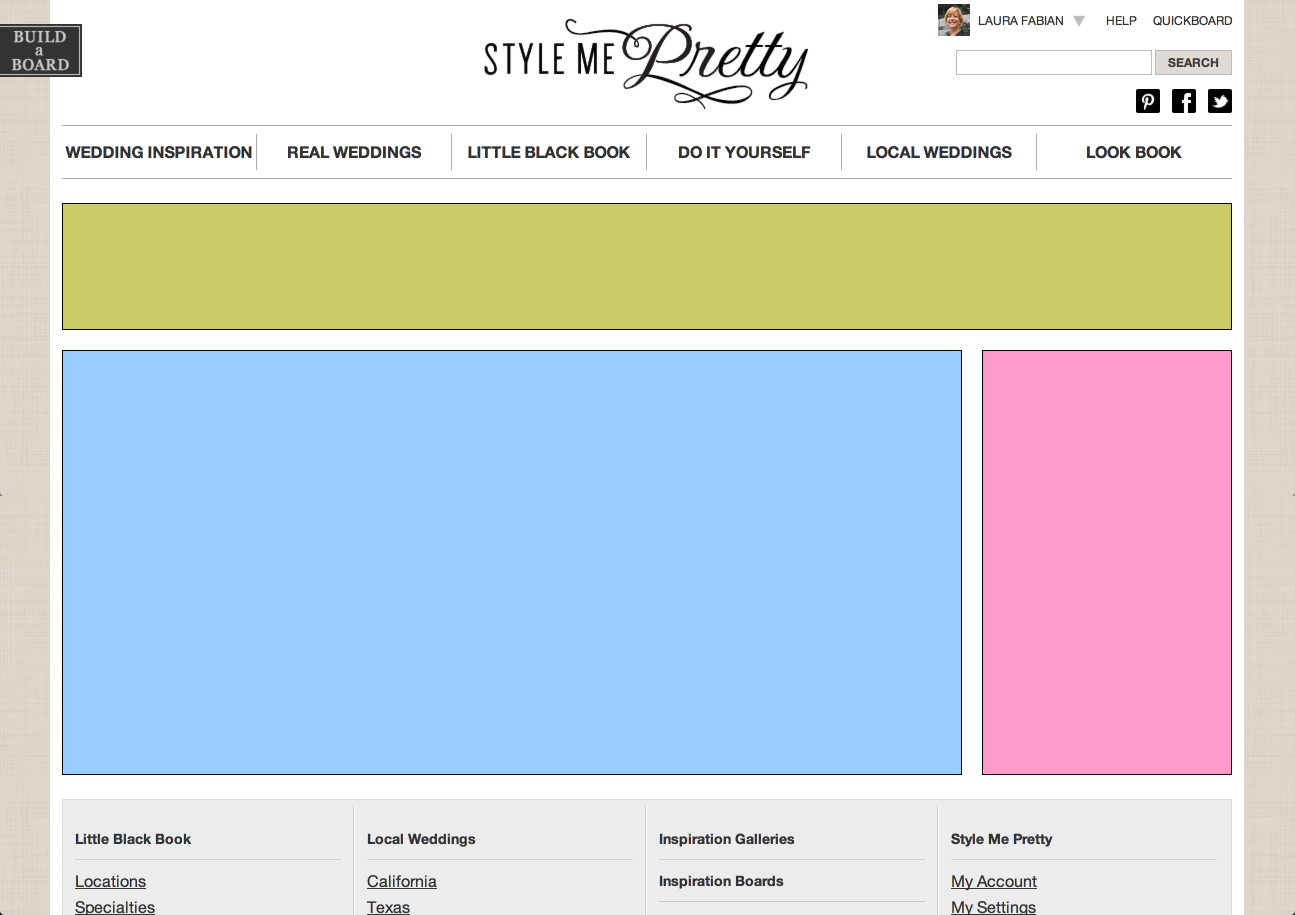 BUILD
a
BOARD
STYLE ME Pretty
LAURA FABIAN HELP QUICKBOARD
SEARCH
WEDDING INSPIRATION REAL WEDDINGS LITTLE BLACK BOOK DO IT YOURSELF LOCAL WEDDINGS LOOK BOOK
Little Black Book Local Weddings Inspiration Galleries Style Me Pretty
Locations California Inspiration Boards My Account
Specialties Texas My Settings